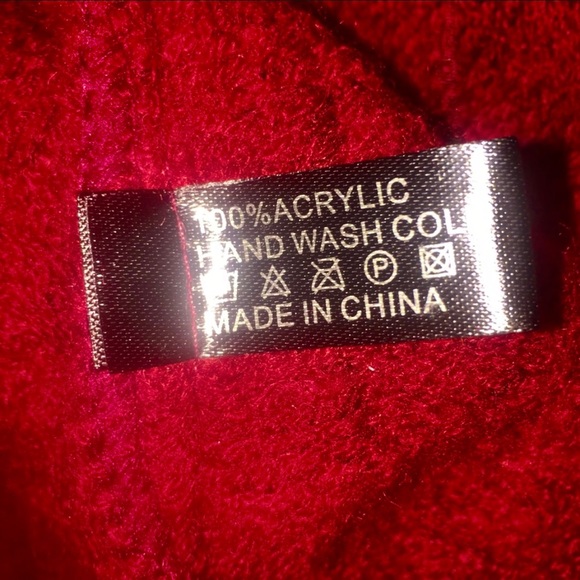 100%ACRYLIC
HAND WASH COL
P
MADE IN CHINA